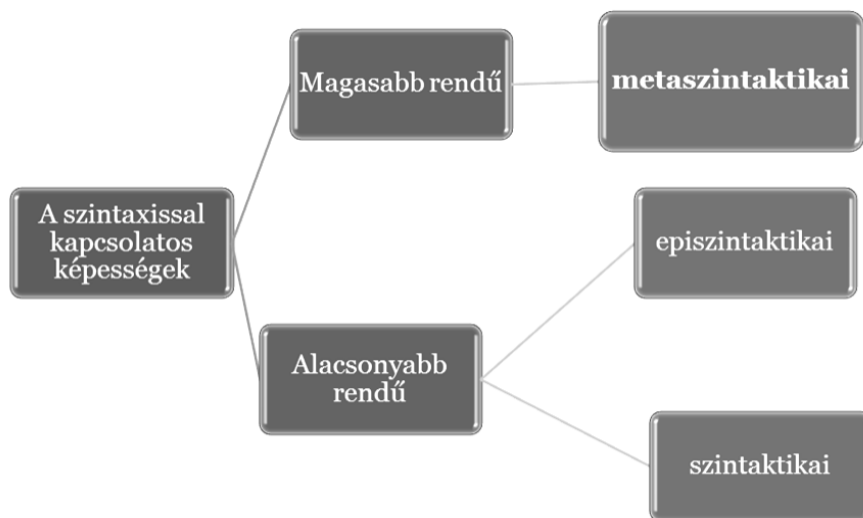 Magasabb rendű
metaszintaktikai
A szintaxissal
kapcsolatos
képességek
episzintaktikai
Alacsonyabb
rendű
szintaktikai